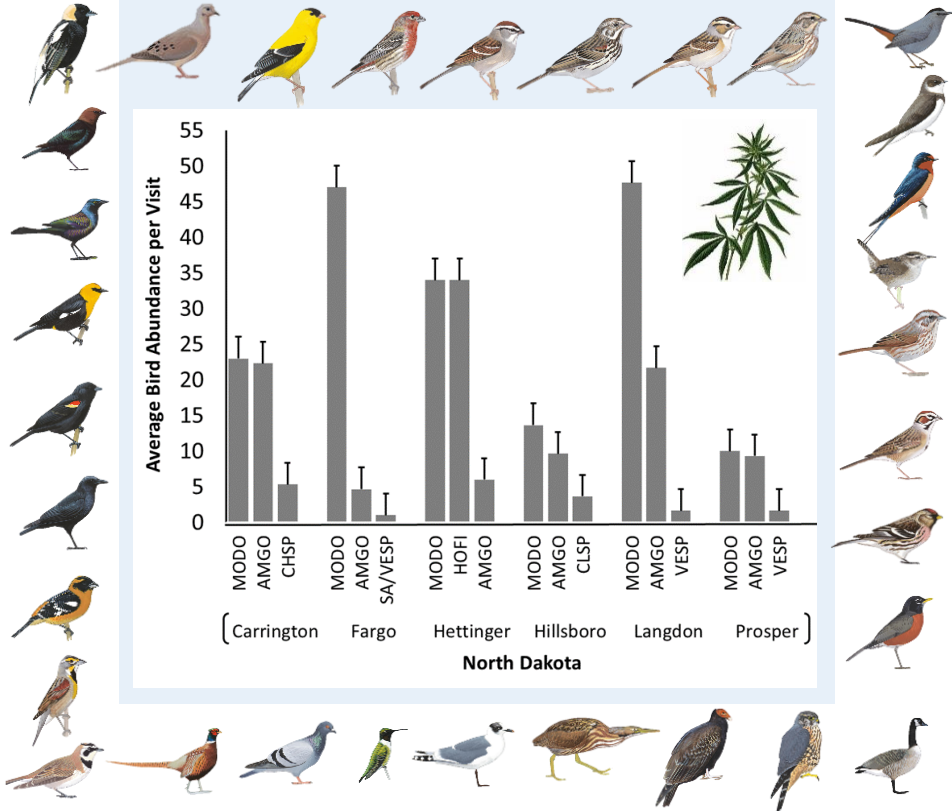 55
50
45
40
35
30
25
20
15
10
5
0
Average Bird Abundance per Visit
MODO
AMGO
CHSP
MODO
AMGO
SA/VESP
MODO
HOFI
AMGO
MODO
AMGO
CLSP
MODO
AMGO
VESP
MODO
AMGO
VESP
Carrington Fargo Hettinger Hillsboro Langdon Prosper
North Dakota